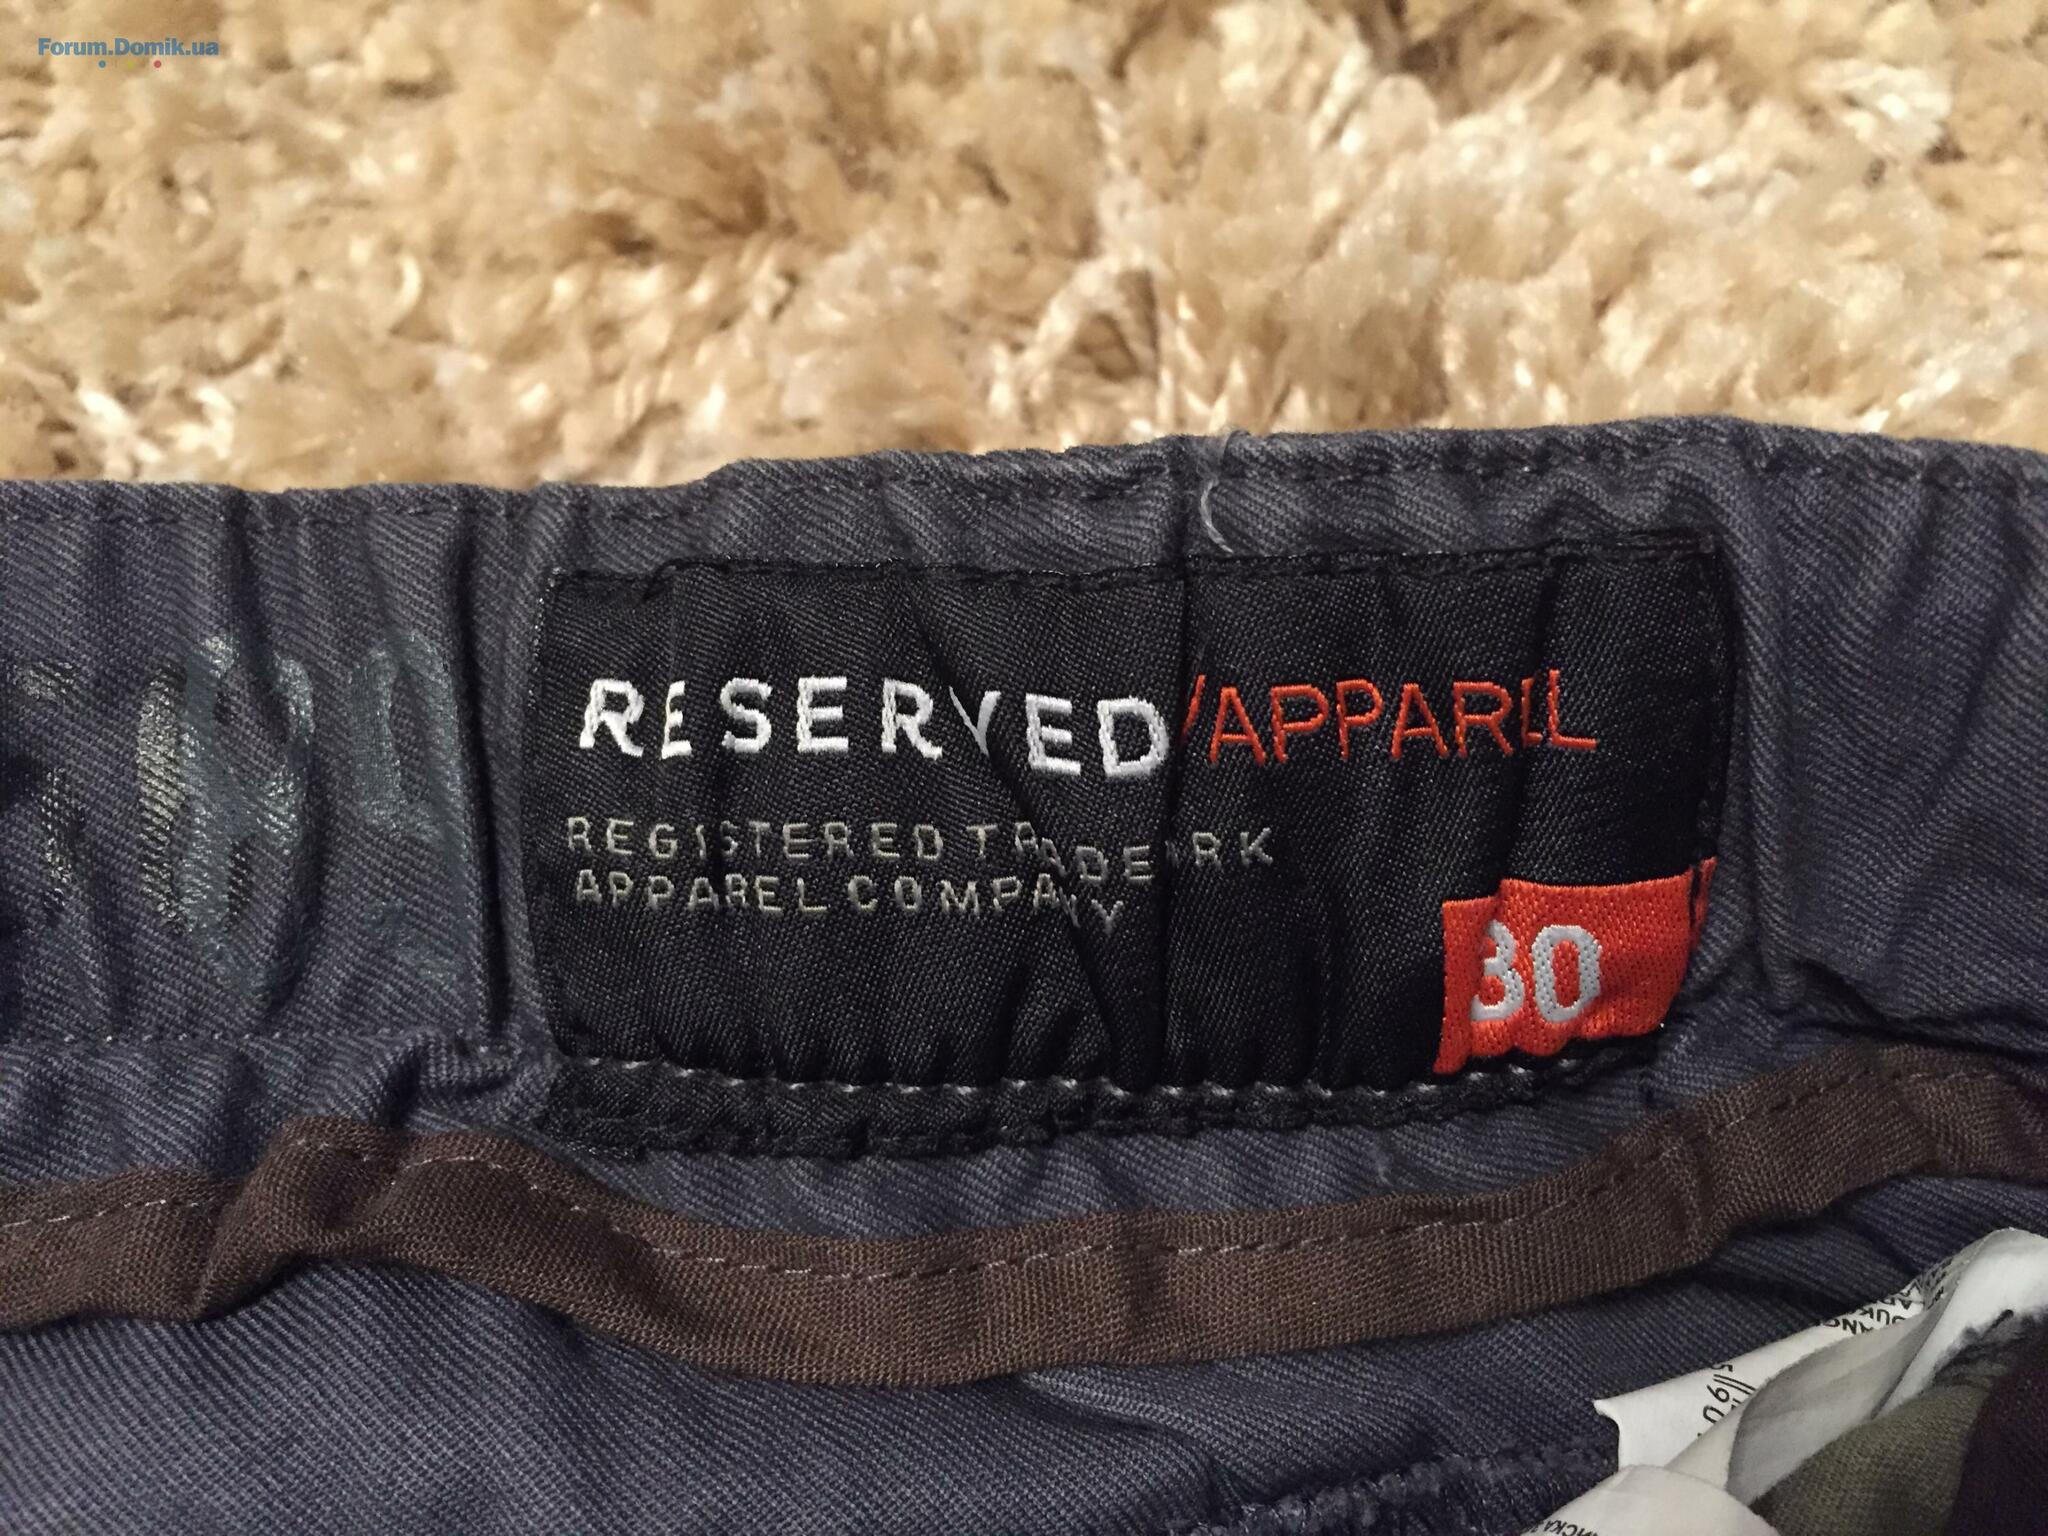 Forum.Domik.ua
RESERVED/APPAREL
REGISTERED TRADEMARK
APPAREL COMPANY
30